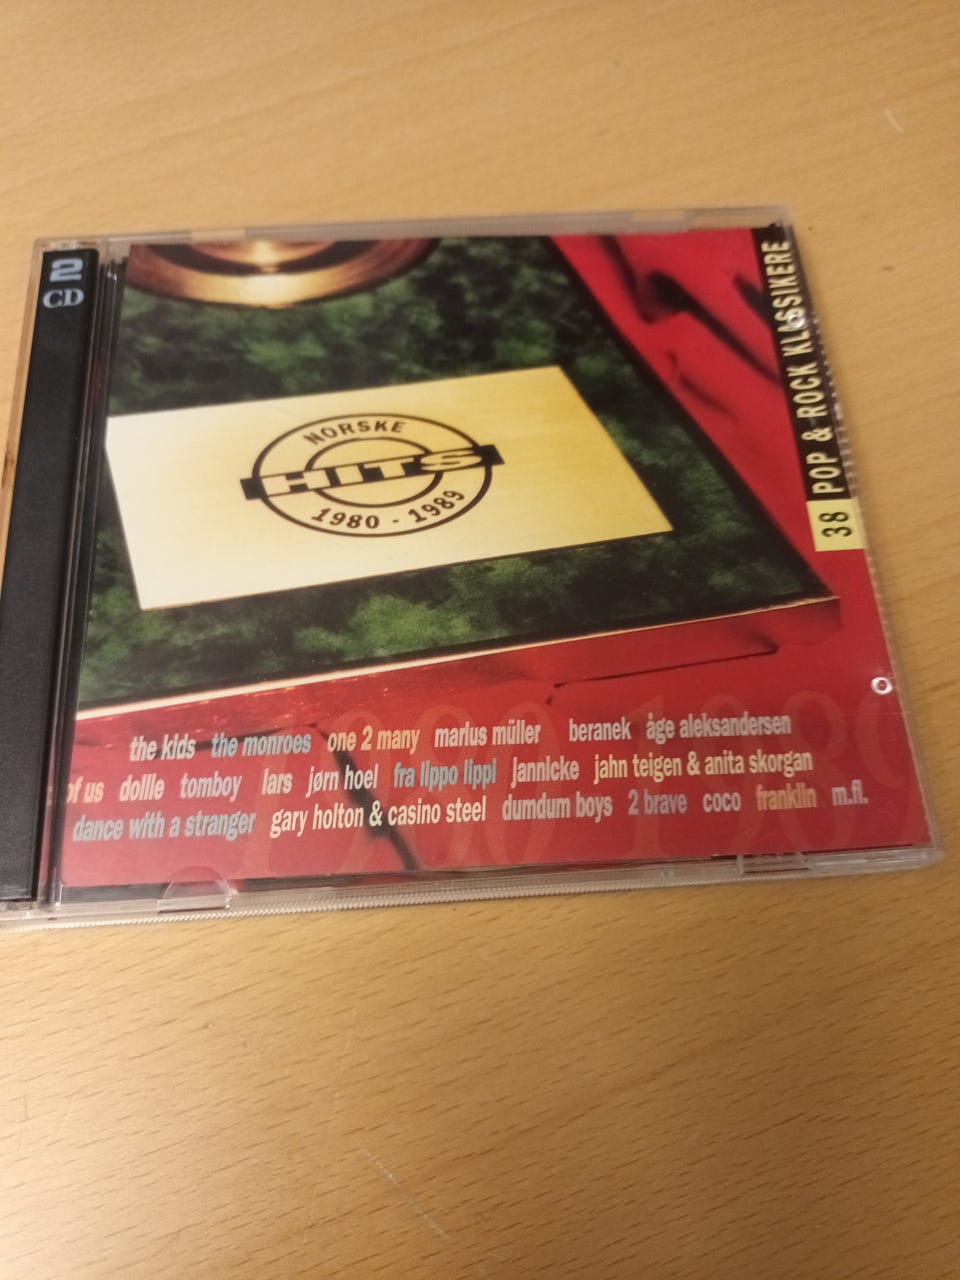 2
CD
NORSKE
HITS
1980 - 1989
38 POP & ROCK KLASSIKERE
1980 1989
the kids the monroes one 2 many marius müller beranek åge aleksandersen
of us dollie tomboy lars jørn hoel fra lippo lippi jannicke jahn teigen & anita skorgan
dance with a stranger gary holton & casino steel dumdum boys 2 brave coco franklin m.fl.